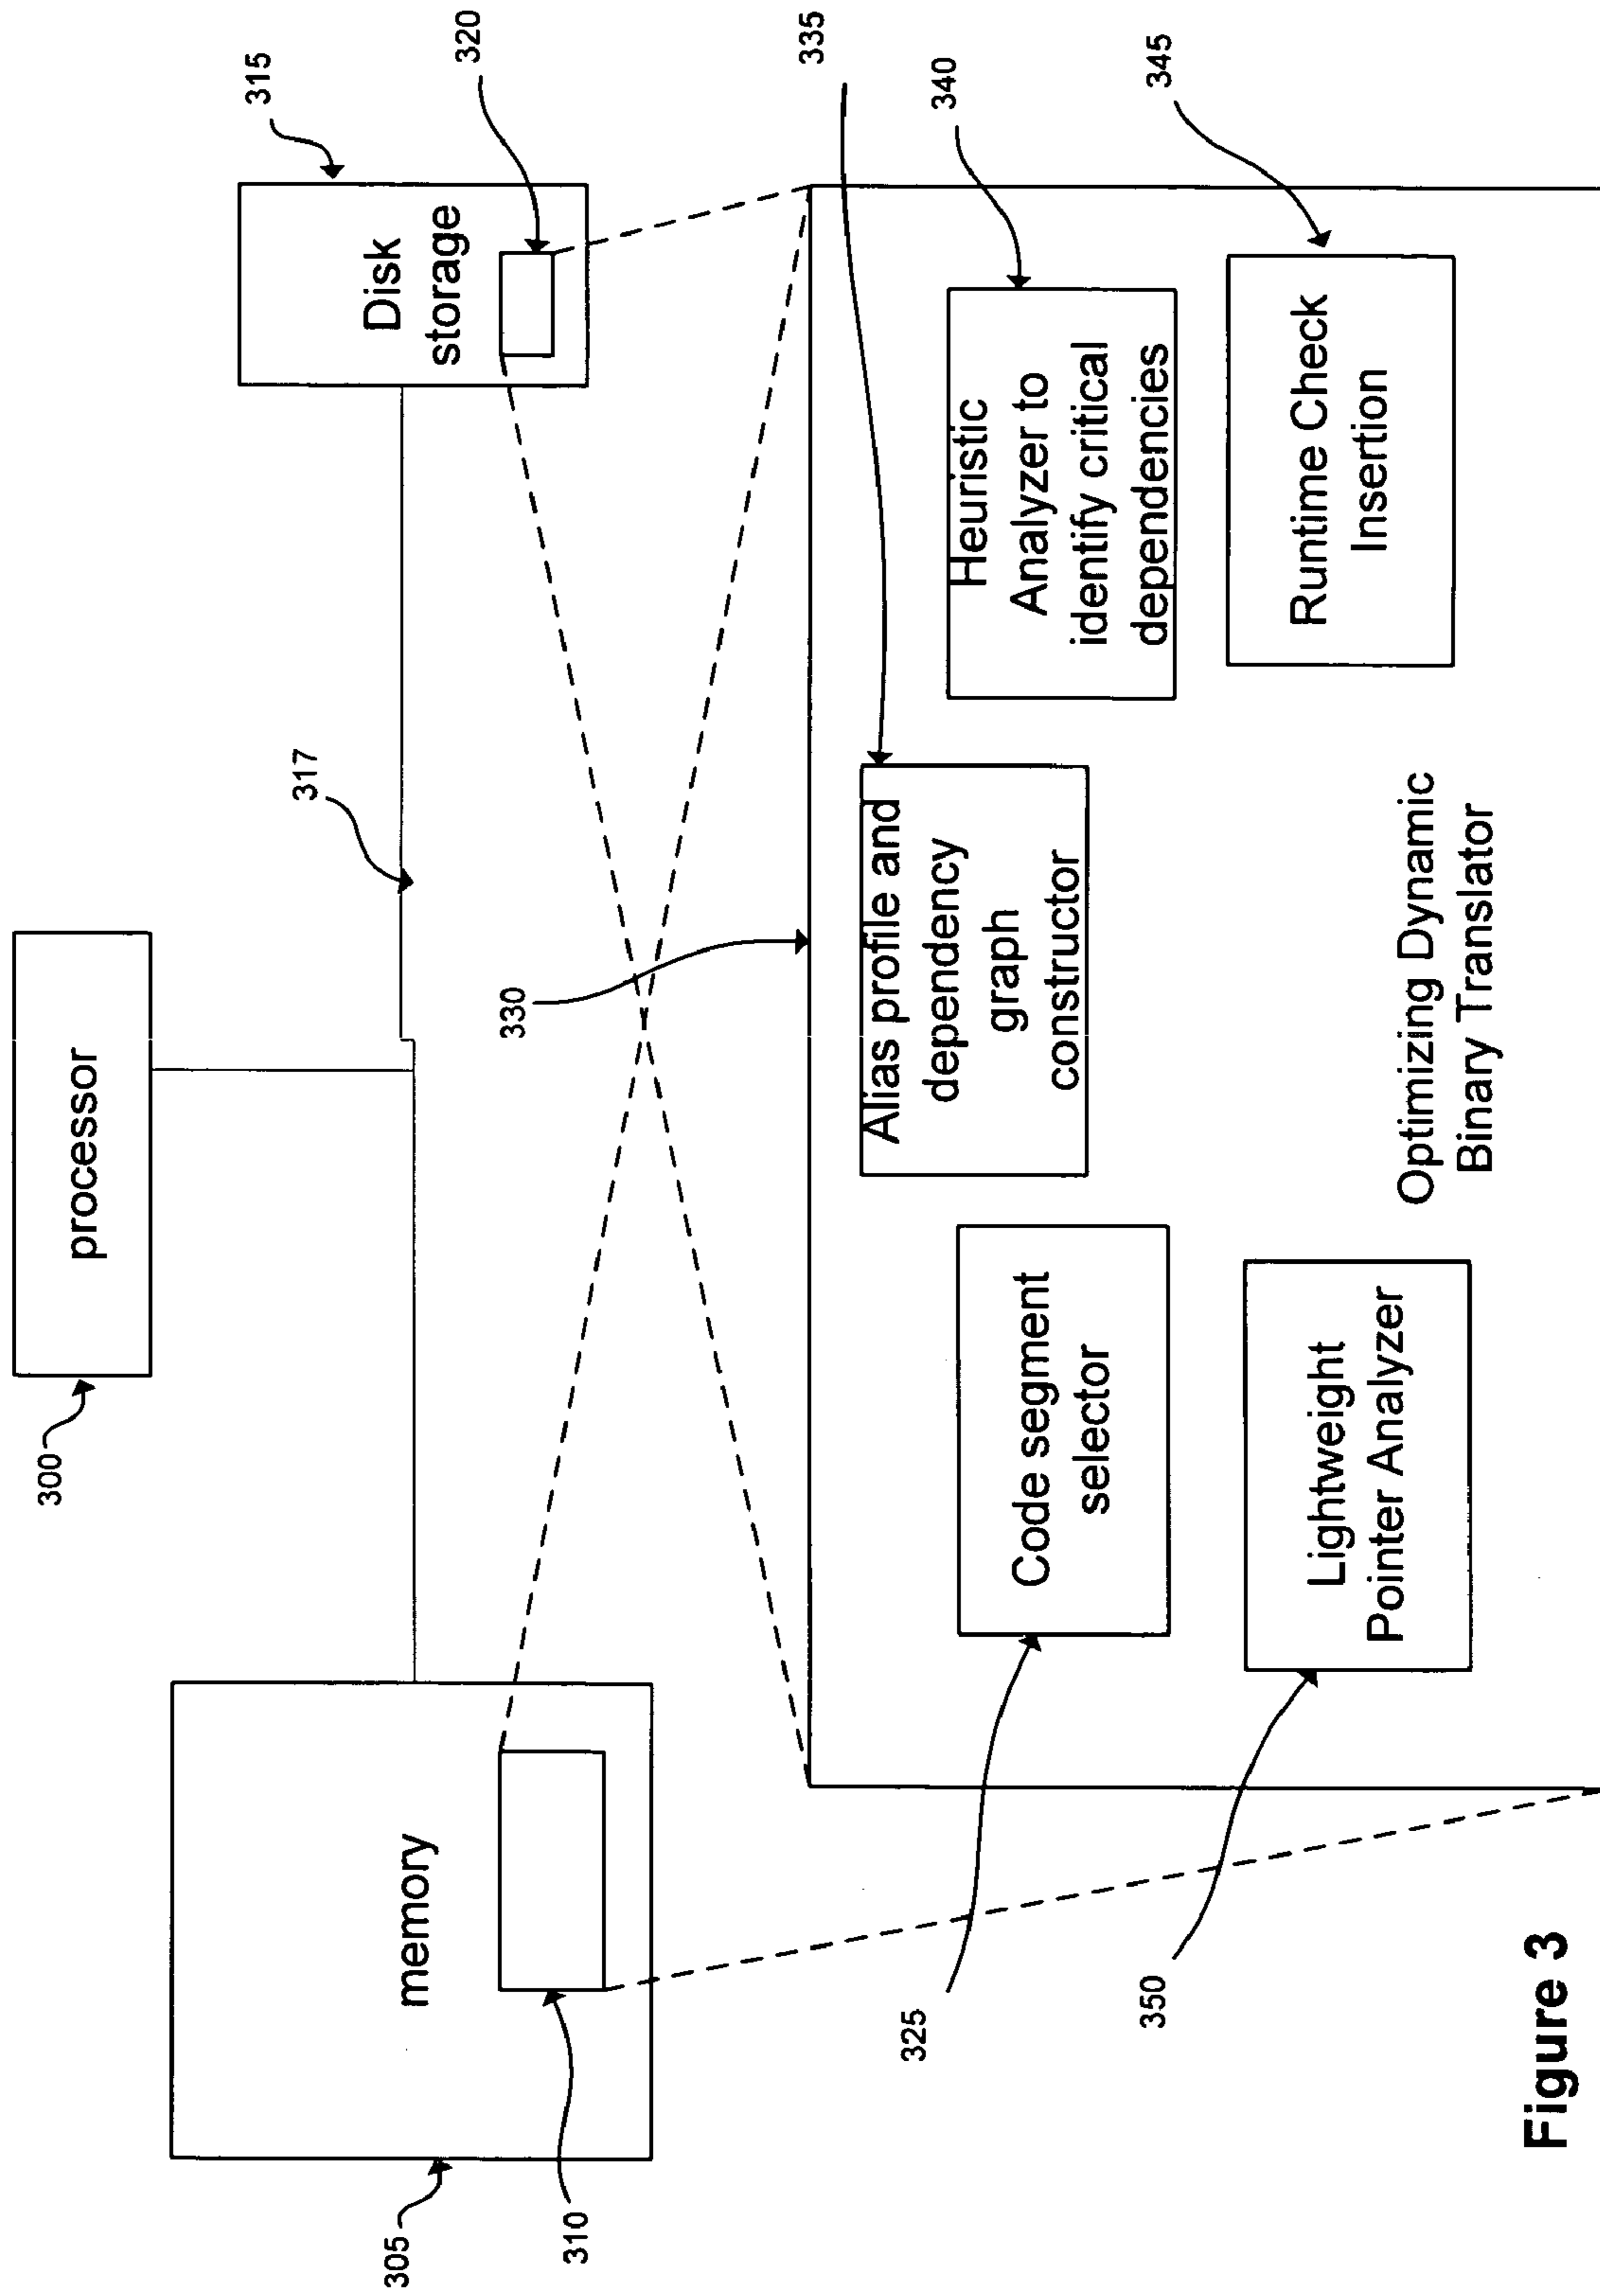 300
processor
317
315
Disk
storage
320
305
memory
310
330
335
Alias profile and
dependency
graph
constructor
340
Heuristic
Analyzer to
identify critical
dependencies
345
Runtime Check
Insertion
325
Code segment
selector
350
Lightweight
Pointer Analyzer
Optimizing Dynamic
Binary Translator
Figure 3